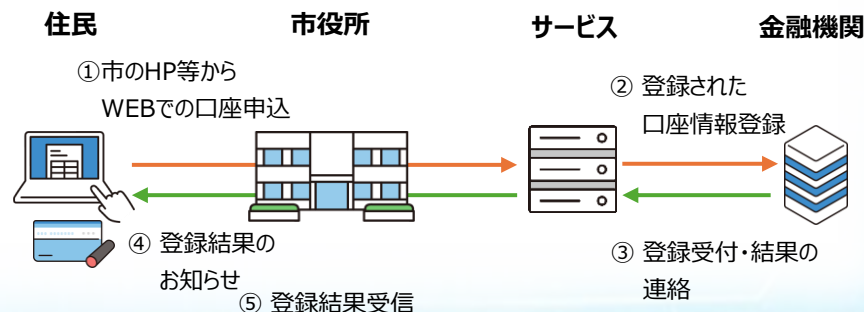 住民
市役所
サービス
金融機関
①市のHP等から
WEBでの口座申込
② 登録された
口座情報登録
④ 登録結果の
お知らせ
③ 登録受付・結果の
連絡
⑤ 登録結果受信